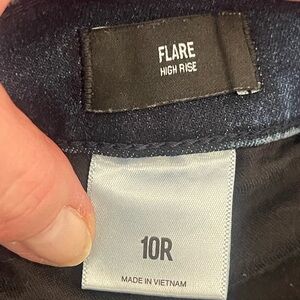 FLARE
HIGH RISE
10R
MADE IN VIETNAM